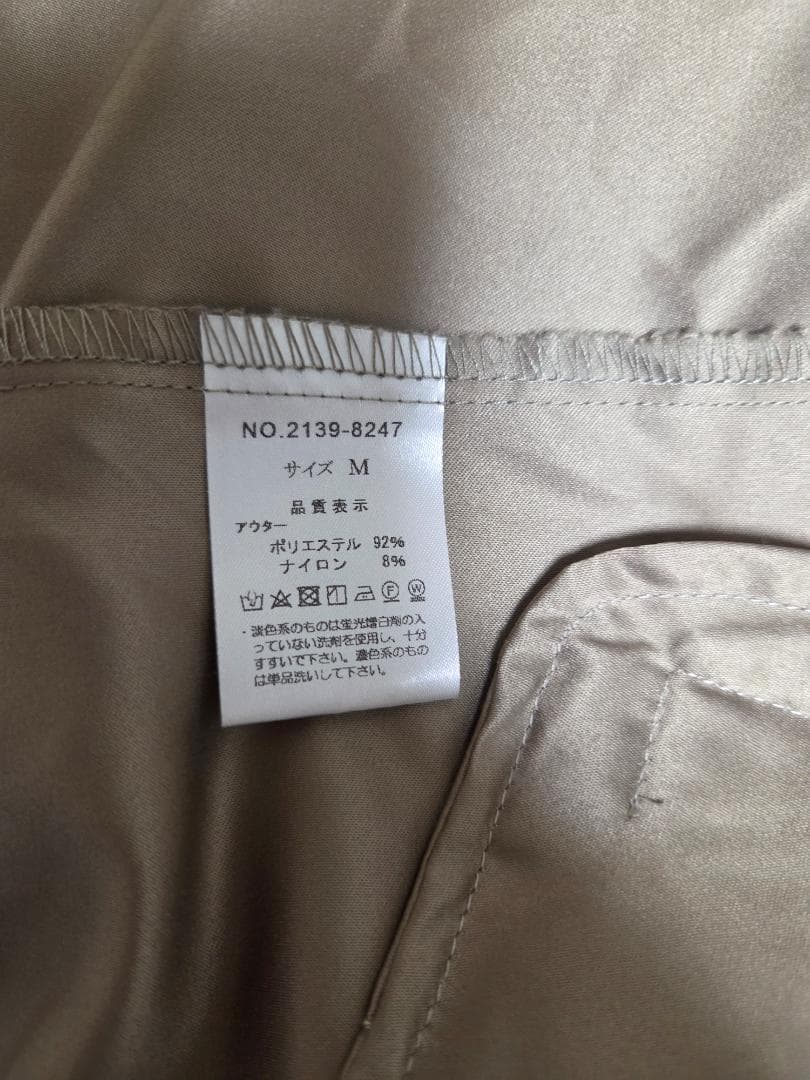 NO.2139-8247
サイズ M
品質表示
アウター
ポリエステル 92%
ナイロン 8%
F W
・淡色系のものは蛍光増白剤の入
っていない洗剤を使用し、十分
すすいで下さい。濃色系のもの
は単品洗いして下さい。